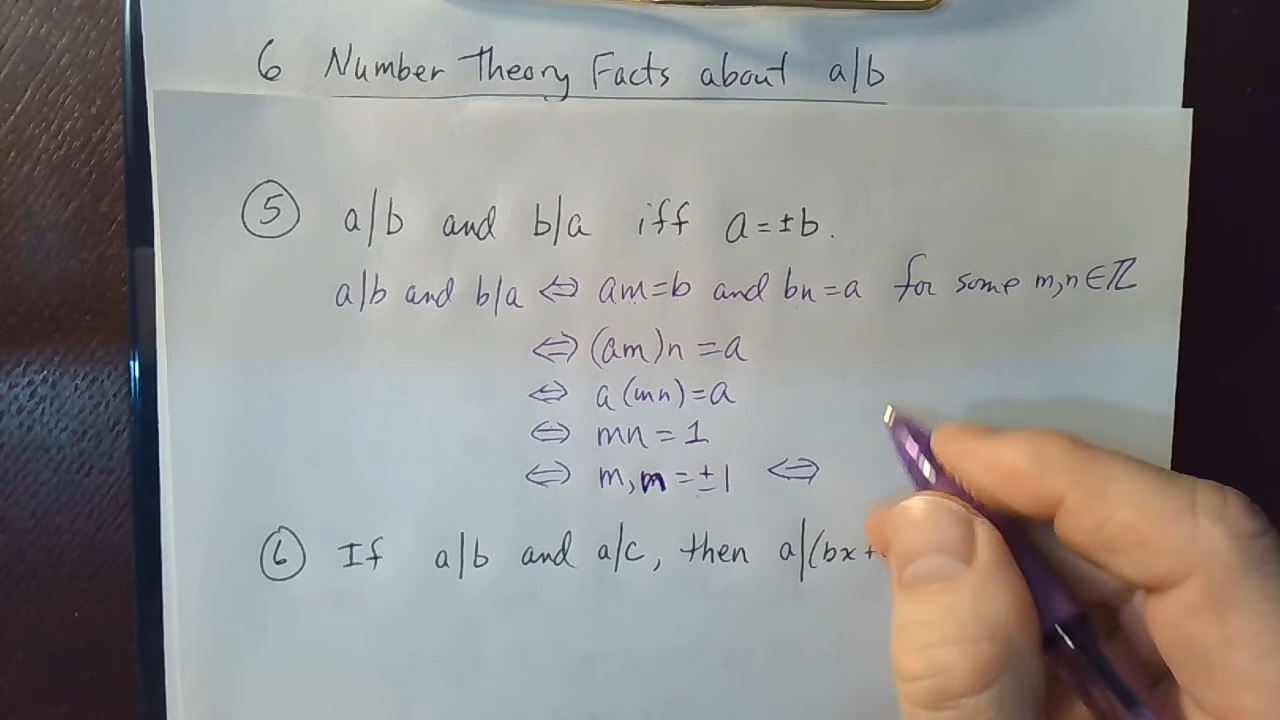 6 Number Theory Facts about a|b
⑤ a|b and b|a iff a=±b.
a|b and b|a ⇔ am=b and bn=a for some m,n∈ℤ
⇔ (am)n=a
⇔ a(mn)=a
⇔ mn=1
⇔ m,m=±1 ⇔
⑥ If a|b and a|c, then a|(bx+